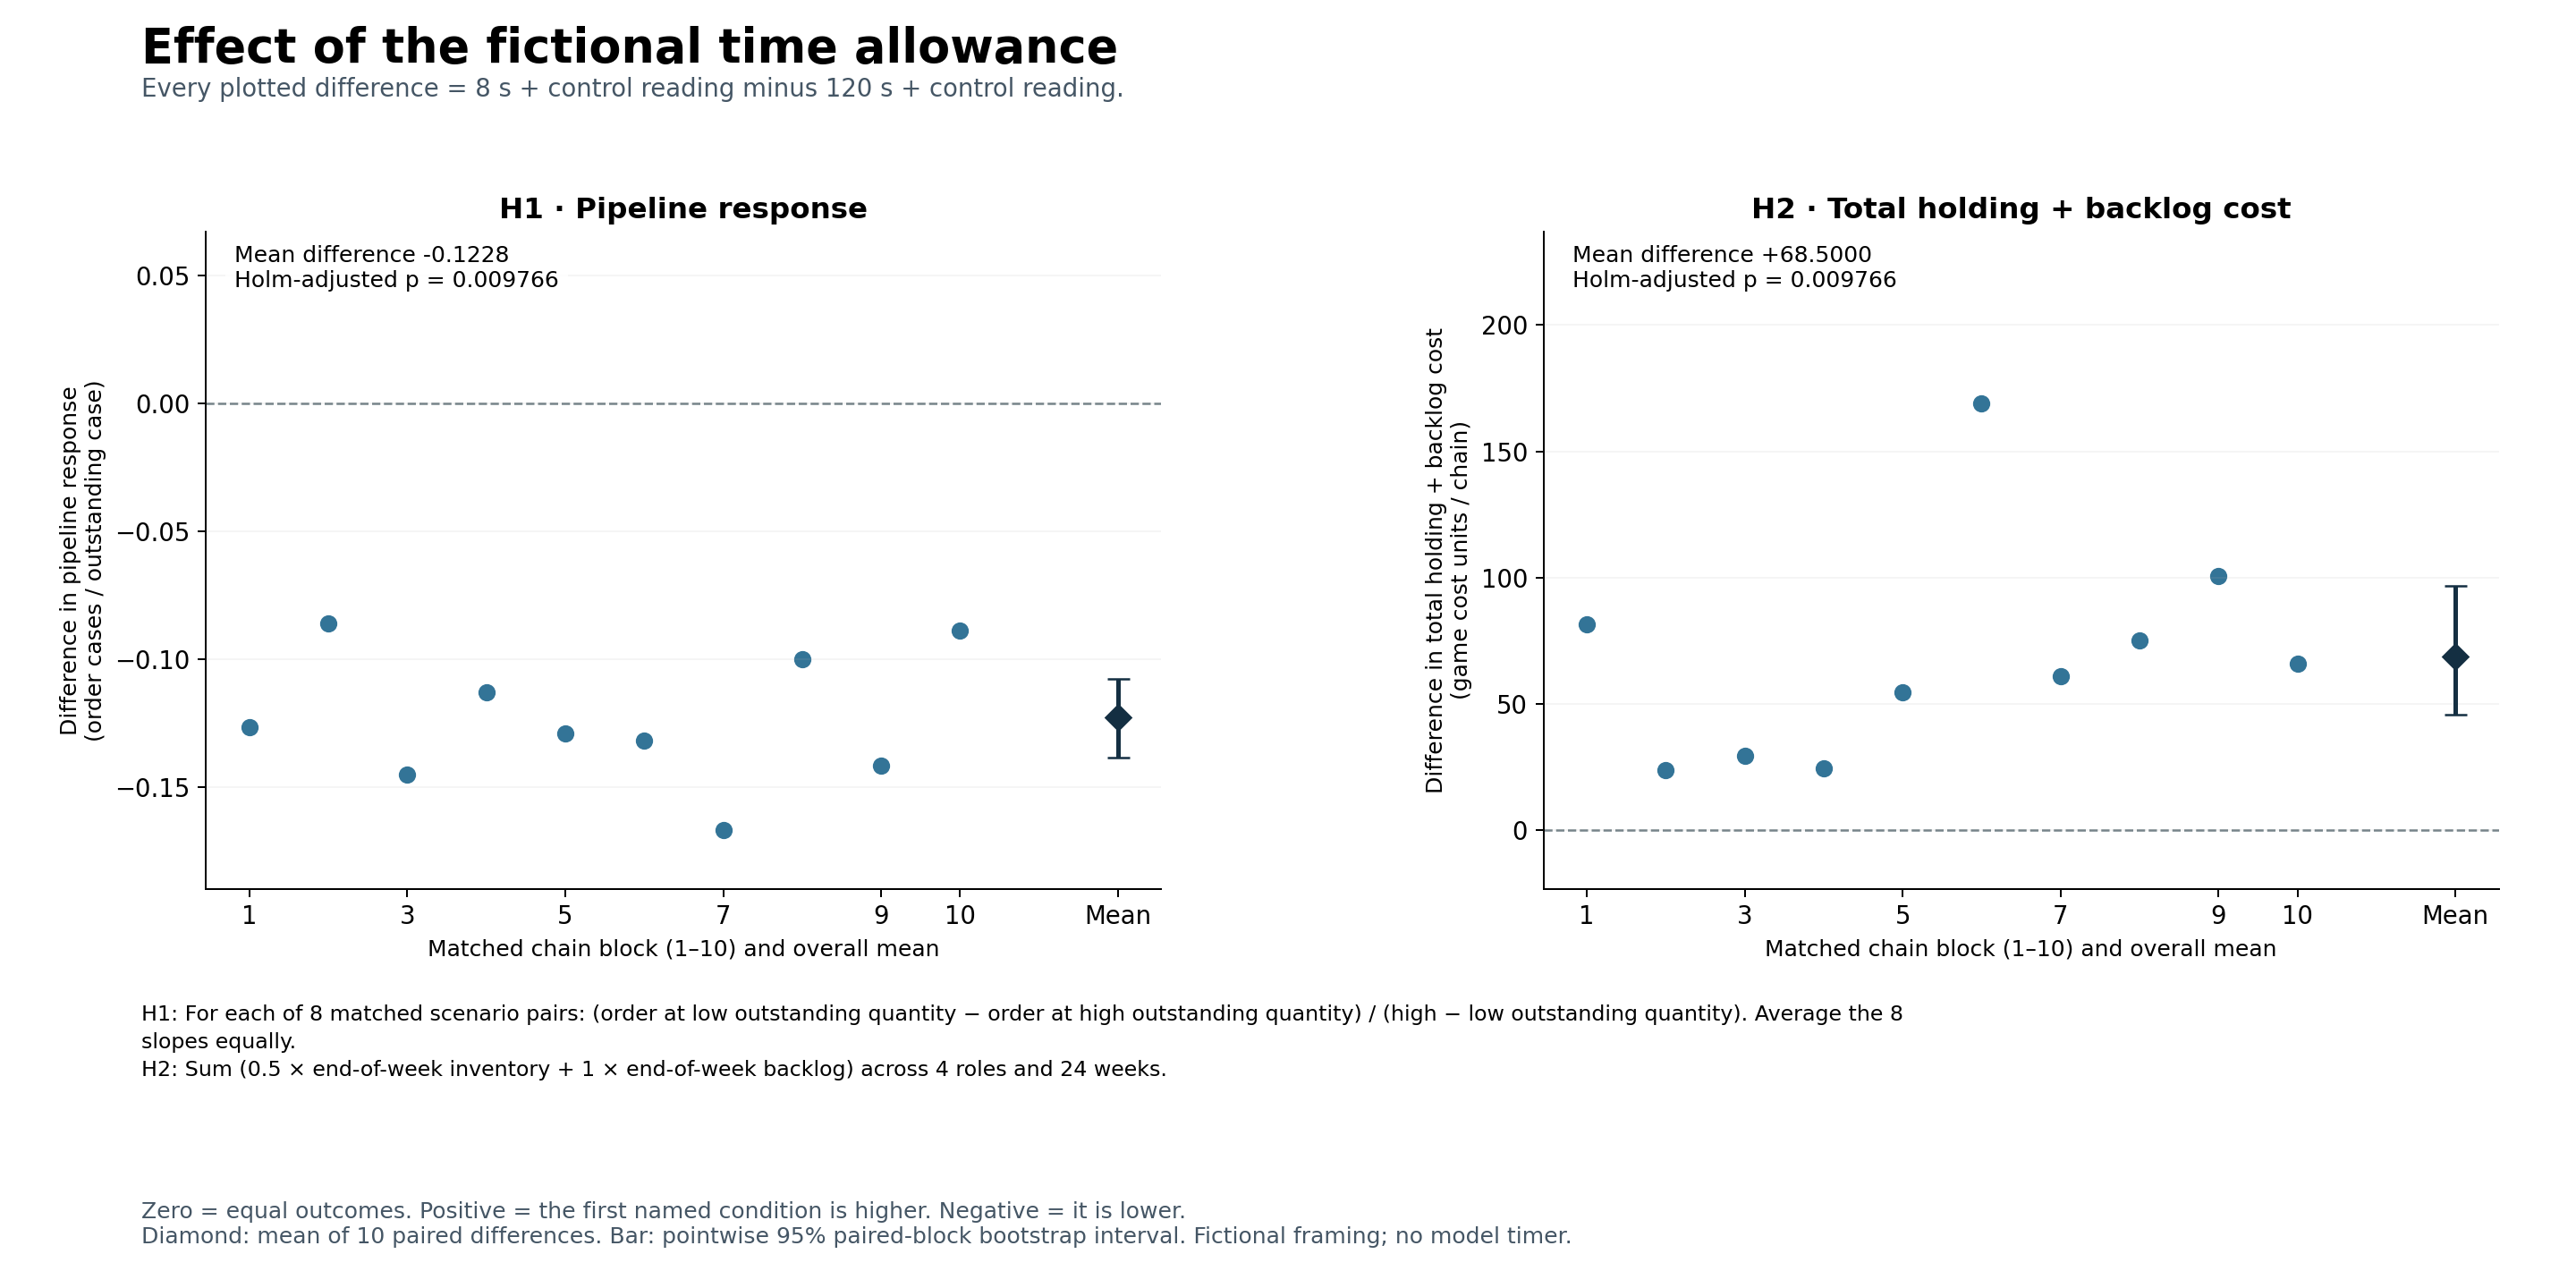 Effect of the fictional time allowance
Every plotted difference = 8 s + control reading minus 120 s + control reading.
H1 · Pipeline response
Mean difference -0.1228
Holm-adjusted p = 0.009766
0.05
0.00
−0.05
−0.10
−0.15
Difference in pipeline response
(order cases / outstanding case)
1
3
5
7
9
10
Mean
Matched chain block (1–10) and overall mean
H2 · Total holding + backlog cost
Mean difference +68.5000
Holm-adjusted p = 0.009766
200
150
100
50
0
Difference in total holding + backlog cost
(game cost units / chain)
1
3
5
7
9
10
Mean
Matched chain block (1–10) and overall mean
H1: For each of 8 matched scenario pairs: (order at low outstanding quantity − order at high outstanding quantity) / (high − low outstanding quantity). Average the 8
slopes equally.
H2: Sum (0.5 × end-of-week inventory + 1 × end-of-week backlog) across 4 roles and 24 weeks.
Zero = equal outcomes. Positive = the first named condition is higher. Negative = it is lower.
Diamond: mean of 10 paired differences. Bar: pointwise 95% paired-block bootstrap interval. Fictional framing; no model timer.